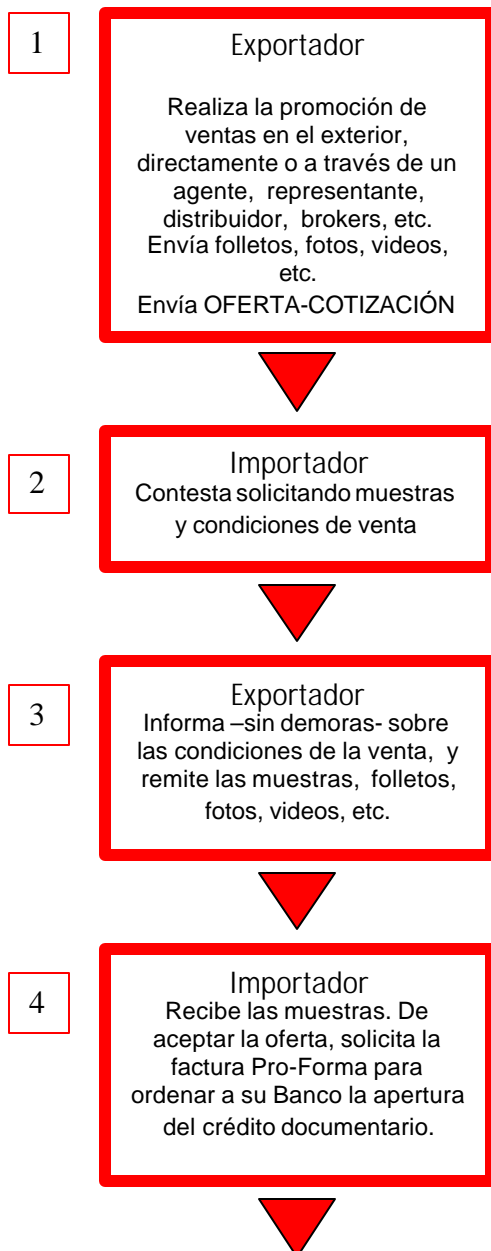 1
Exportador
Realiza la promoción de
ventas en el exterior,
directamente o a través de un
agente, representante,
distribuidor, brokers, etc.
Envía folletos, fotos, videos,
etc.
Envía OFERTA-COTIZACIÓN
2
Importador
Contesta solicitando muestras
y condiciones de venta
3
Exportador
Informa –sin demoras- sobre
las condiciones de la venta, y
remite las muestras, folletos,
fotos, videos, etc.
4
Importador
Recibe las muestras. De
aceptar la oferta, solicita la
factura Pro-Forma para
ordenar a su Banco la apertura
del crédito documentario.